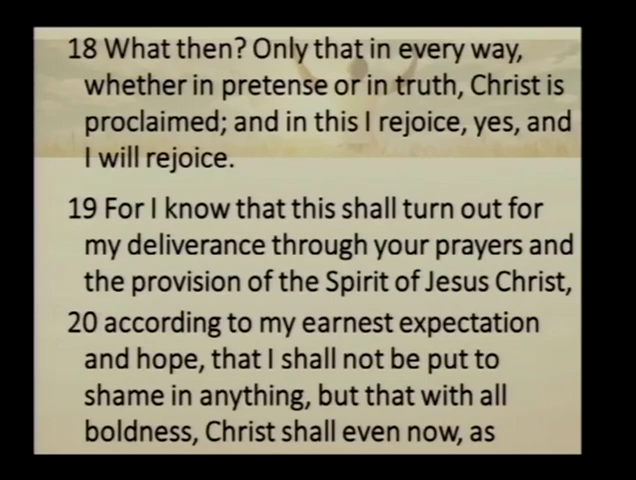 18 What then? Only that in every way,
whether in pretense or in truth, Christ is
proclaimed; and in this I rejoice, yes, and
I will rejoice.
19 For I know that this shall turn out for
my deliverance through your prayers and
the provision of the Spirit of Jesus Christ,
20 according to my earnest expectation
and hope, that I shall not be put to
shame in anything, but that with all
boldness, Christ shall even now, as